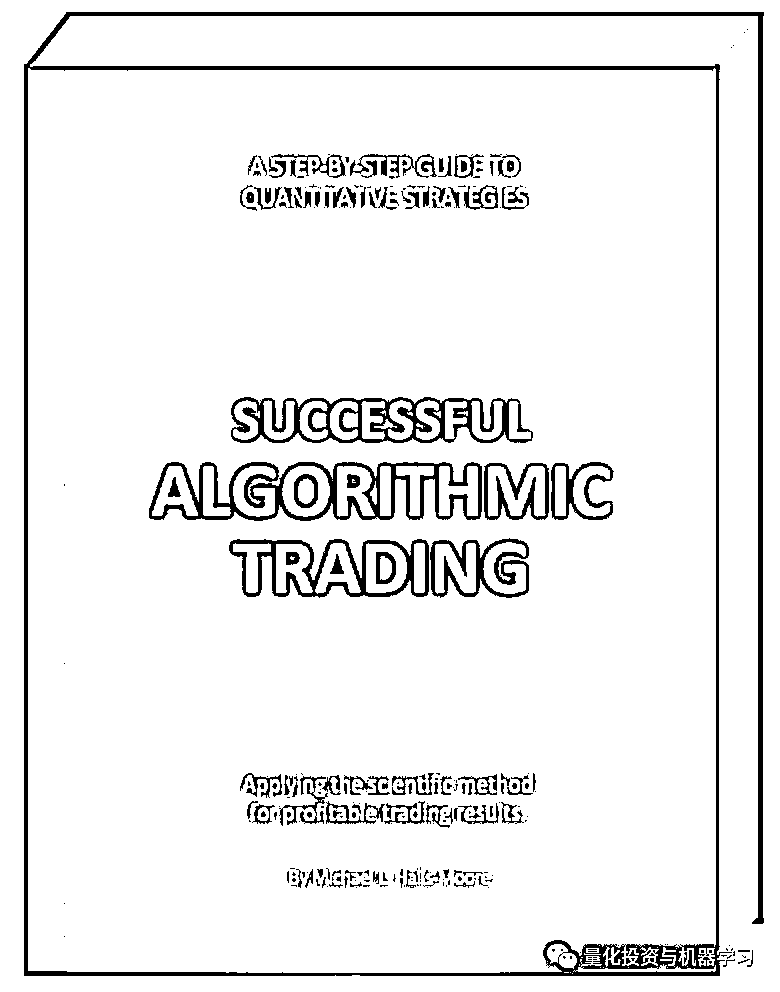 A STEP-BY-STEP GUIDE TO
QUANTITATIVE STRATEGIES
SUCCESSFUL
ALGORITHMIC
TRADING
Applying the scientific method
for profitable trading results.
By Michael L. Halls-Moore
量化投资与机器学习